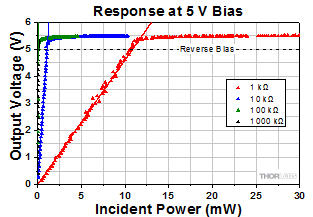 Response at 5 V Bias
Output Voltage (V)
6
5
4
3
2
1
0
Reverse Bias
1 kΩ
10 kΩ
100 kΩ
1000 kΩ
THORLABS
0 5 10 15 20 25 30
Incident Power (mW)